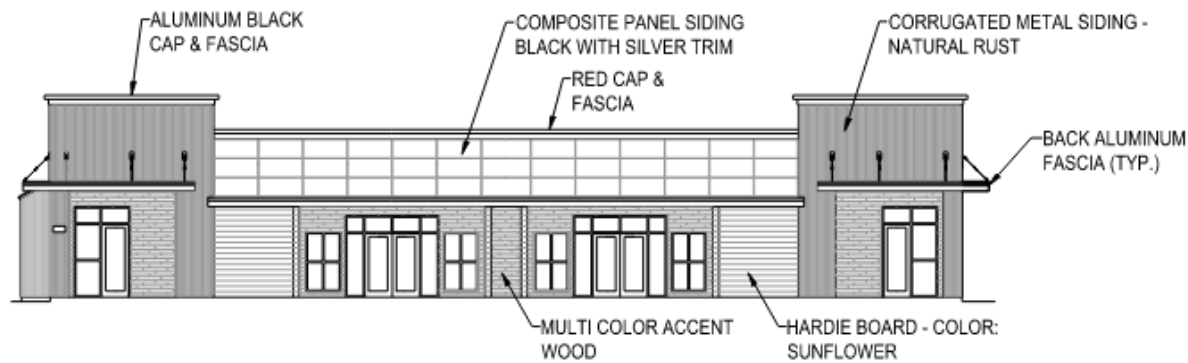 ALUMINUM BLACK
CAP & FASCIA
COMPOSITE PANEL SIDING
BLACK WITH SILVER TRIM
CORRUGATED METAL SIDING -
NATURAL RUST
RED CAP &
FASCIA
BACK ALUMINUM
FASCIA (TYP.)
MULTI COLOR ACCENT
WOOD
HARDIE BOARD - COLOR:
SUNFLOWER